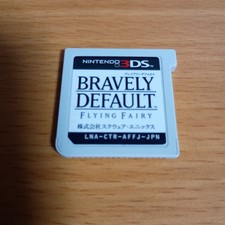 NINTENDO 3DS
ブレイブリーデフォルト
BRAVELY
DEFAULT™
FLYING FAIRY
株式会社スクウェア・エニックス
LNA-CTR-AFFJ-JPN